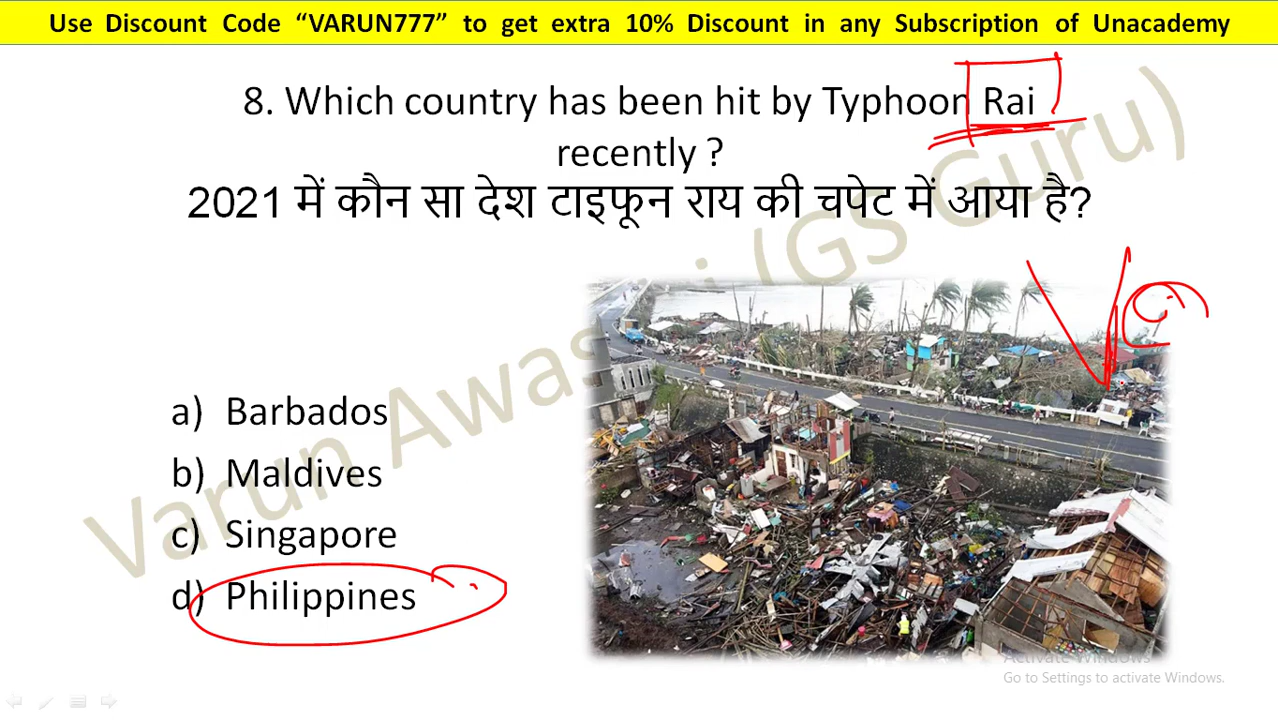 Use Discount Code “VARUN777” to get extra 10% Discount in any Subscription of Unacademy
8. Which country has been hit by Typhoon Rai
recently ?
2021 में कौन सा देश टाइफून राय की चपेट में आया है?
Varun Awas i (GS Guru)
a) Barbados
b) Maldives
c) Singapore
d) Philippines
Activate Windows
Go to Settings to activate Windows.